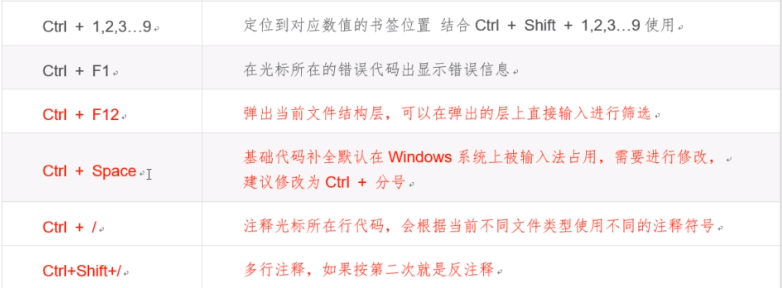 Ctrl + 1,2,3…9 定位到对应数值的书签位置 结合 Ctrl + Shift + 1,2,3…9 使用
Ctrl + F1 在光标所在的错误代码出显示错误信息
Ctrl + F12 弹出当前文件结构层，可以在弹出的层上直接输入进行筛选
Ctrl + Space 基础代码补全默认在 Windows 系统上被输入法占用，需要进行修改，
建议修改为 Ctrl + 分号
Ctrl + / 注释光标所在行代码，会根据当前不同文件类型使用不同的注释符号
Ctrl+Shift+/ 多行注释，如果按第二次就是反注释